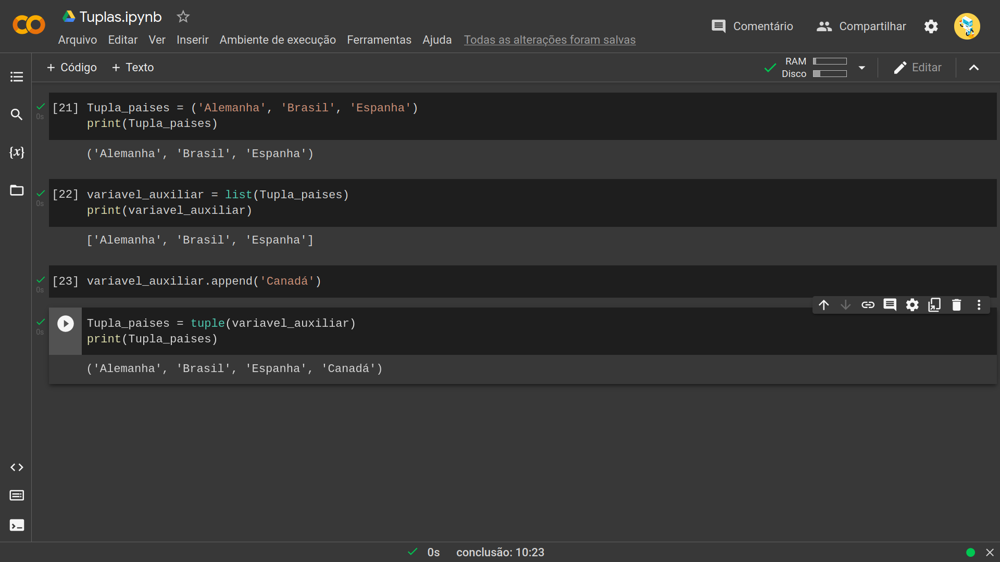 Tuplas.ipynb
Comentário
Compartilhar
Arquivo Editar Ver Inserir Ambiente de execução Ferramentas Ajuda Todas as alterações foram salvas
+ Código + Texto
RAM
Disco
Editar
{x}
0s
[21] Tupla_paises = ('Alemanha', 'Brasil', 'Espanha')
print(Tupla_paises)
('Alemanha', 'Brasil', 'Espanha')
0s
[22] variavel_auxiliar = list(Tupla_paises)
print(variavel_auxiliar)
['Alemanha', 'Brasil', 'Espanha']
0s
[23] variavel_auxiliar.append('Canadá')
0s
Tupla_paises = tuple(variavel_auxiliar)
print(Tupla_paises)
('Alemanha', 'Brasil', 'Espanha', 'Canadá')
0s conclusão: 10:23